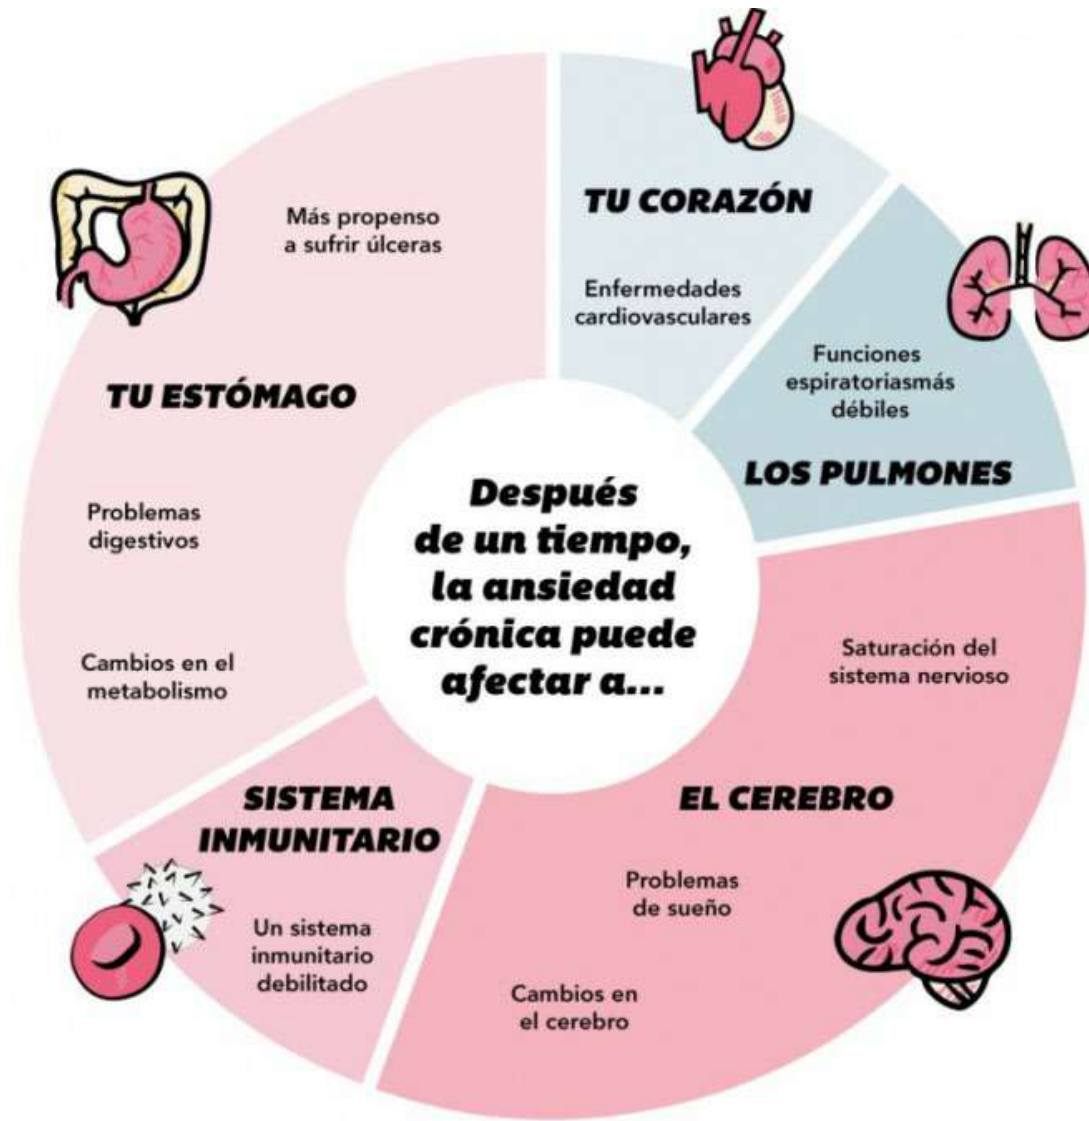 TU CORAZÓN
Enfermedades
cardiovasculares
Funciones
espiratoriasmás
débiles
LOS PULMONES
Saturación del
sistema nervioso
EL CEREBRO
Problemas
de sueño
Cambios en
el cerebro
SISTEMA
INMUNITARIO
Un sistema
inmunitario
debilitado
Más propenso
a sufrir úlceras
TU ESTÓMAGO
Problemas
digestivos
Cambios en el
metabolismo
Después
de un tiempo,
la ansiedad
crónica puede
afectar a...